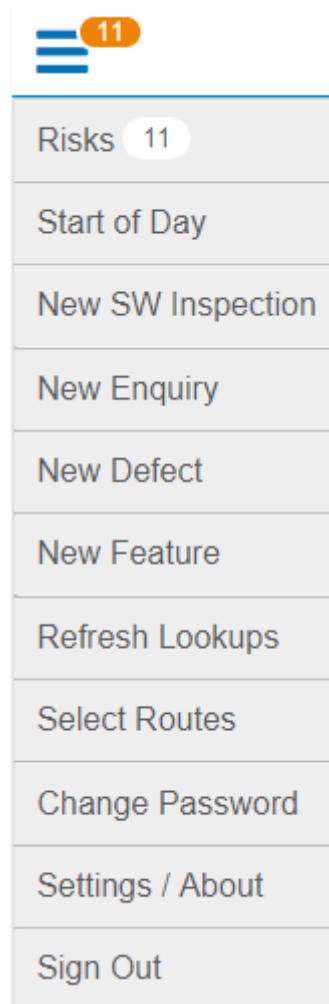 11
Risks 11
Start of Day
New SW Inspection
New Enquiry
New Defect
New Feature
Refresh Lookups
Select Routes
Change Password
Settings / About
Sign Out